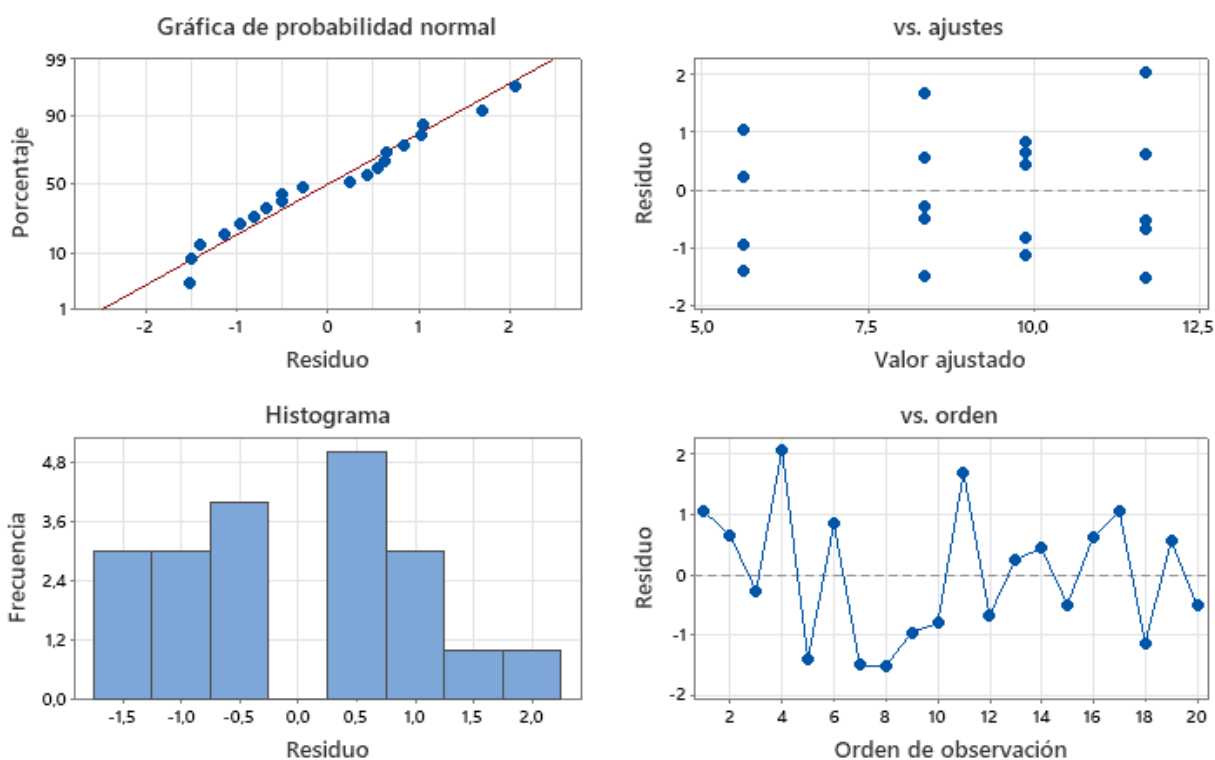 Gráfica de probabilidad normal
99
90
50
10
1
Porcentaje
-2 -1 0 1 2
Residuo
vs. ajustes
2
1
0
-1
-2
Residuo
5,0 7,5 10,0 12,5
Valor ajustado
Histograma
4.8
3.6
2.4
1.2
0,0
Frecuencia
-1,5 -1,0 -0,5 0,0 0,5 1,0 1,5 2,0
Residuo
vs. orden
2
1
0
-1
-2
Residuo
2 4 6 8 10 12 14 16 18 20
Orden de observación